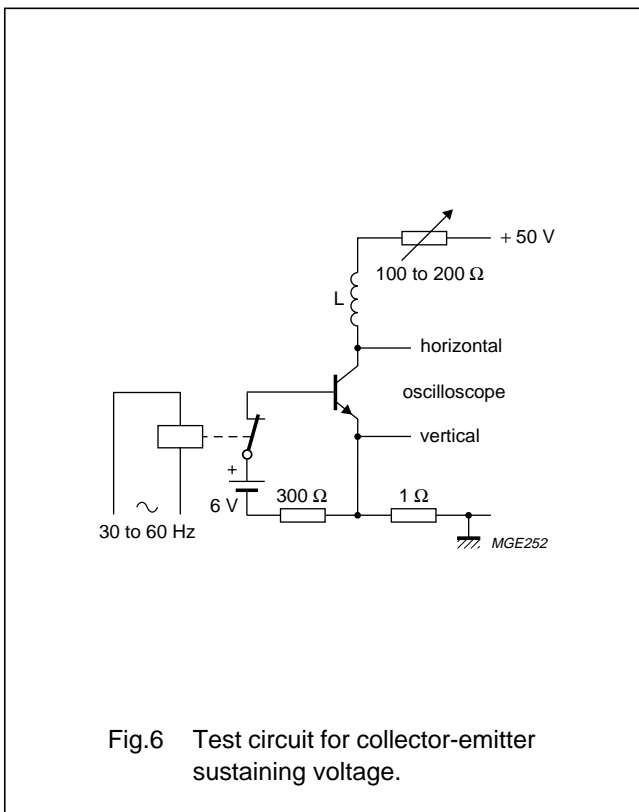 + 50 V
100 to 200 Ω
L
horizontal
oscilloscope
vertical
+
6 V
300 Ω
1 Ω
30 to 60 Hz
MGE252
Fig.6 Test circuit for collector-emitter
sustaining voltage.